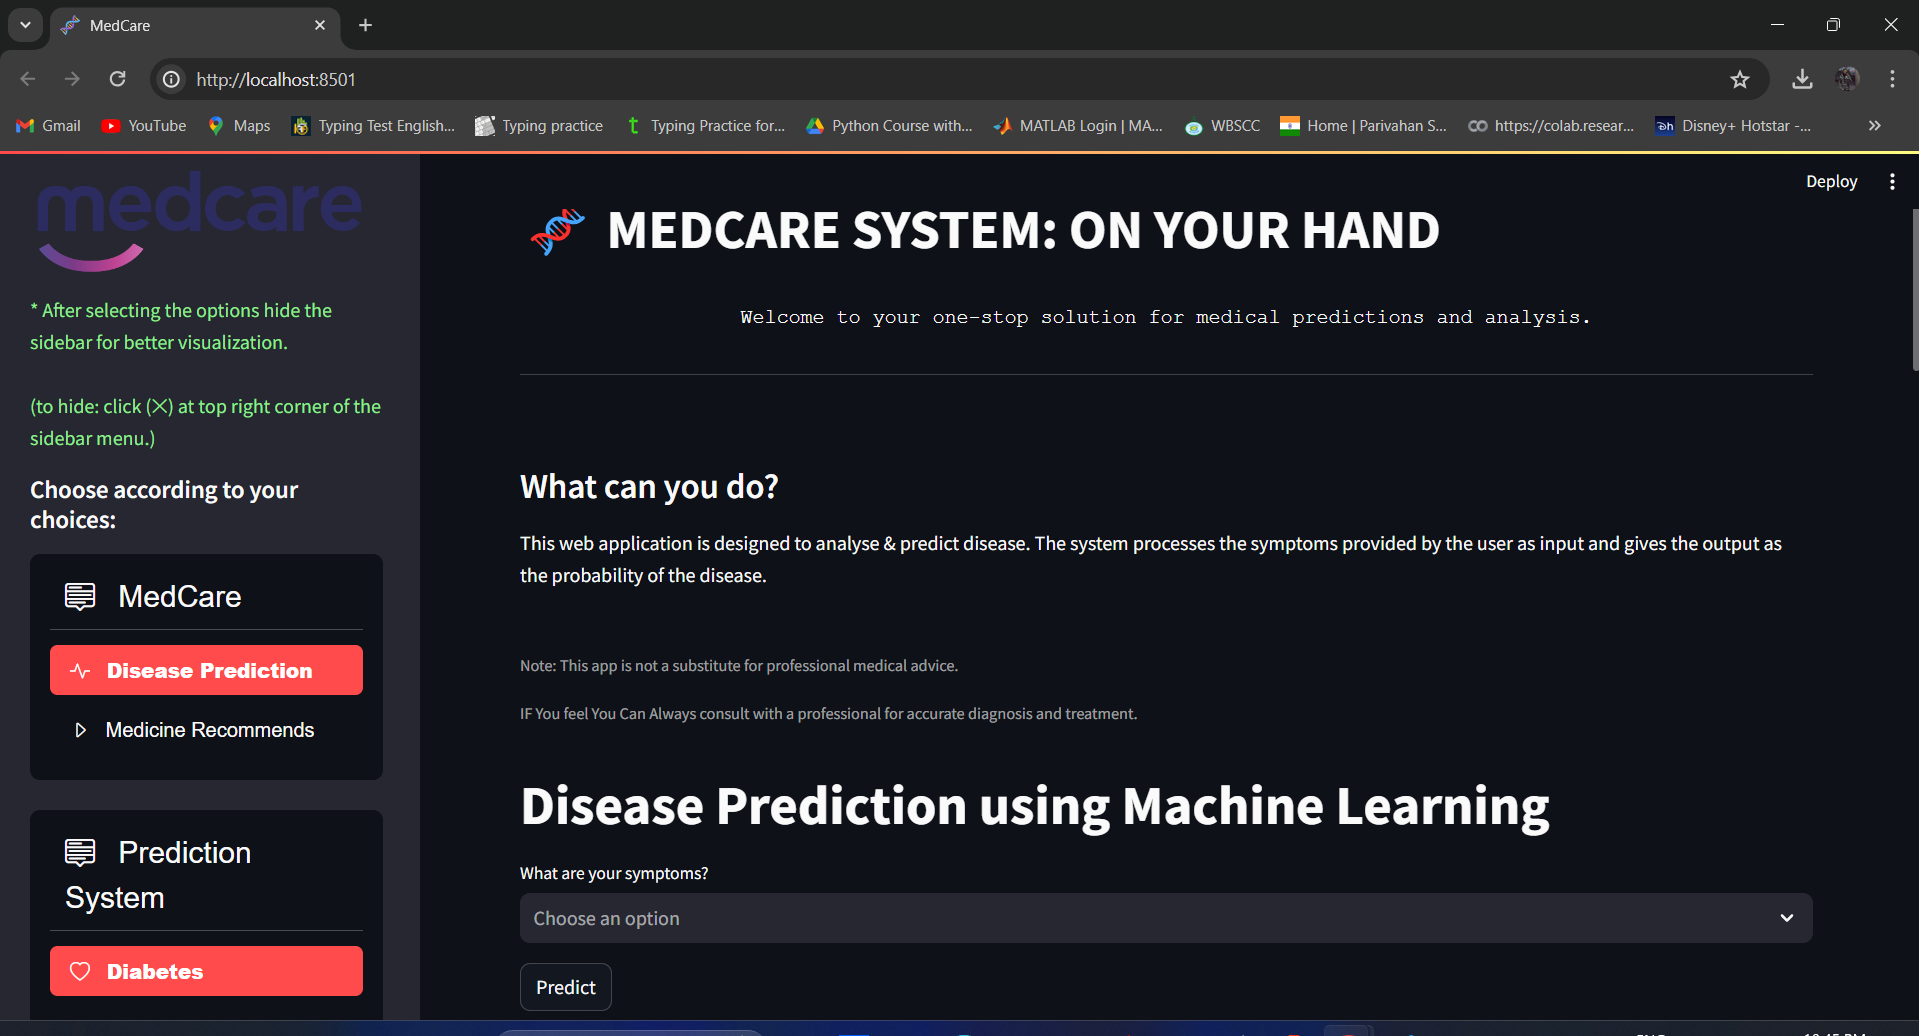 MedCare
http://localhost:8501
Gmail
YouTube
Maps
Typing Test English...
Typing practice
Typing Practice for...
Python Course with...
MATLAB Login | MA...
WBSCC
Home | Parivahan S...
https://colab.resear...
Disney+ Hotstar -...
medcare
* After selecting the options hide the
sidebar for better visualization.
(to hide: click (X) at top right corner of the
sidebar menu.)
Choose according to your
choices:
MedCare
Disease Prediction
Medicine Recommends
Prediction
System
Diabetes
Deploy
MEDCARE SYSTEM: ON YOUR HAND
Welcome to your one-stop solution for medical predictions and analysis.
What can you do?
This web application is designed to analyse & predict disease. The system processes the symptoms provided by the user as input and gives the output as
the probability of the disease.
Note: This app is not a substitute for professional medical advice.
IF You feel You Can Always consult with a professional for accurate diagnosis and treatment.
Disease Prediction using Machine Learning
What are your symptoms?
Choose an option
Predict